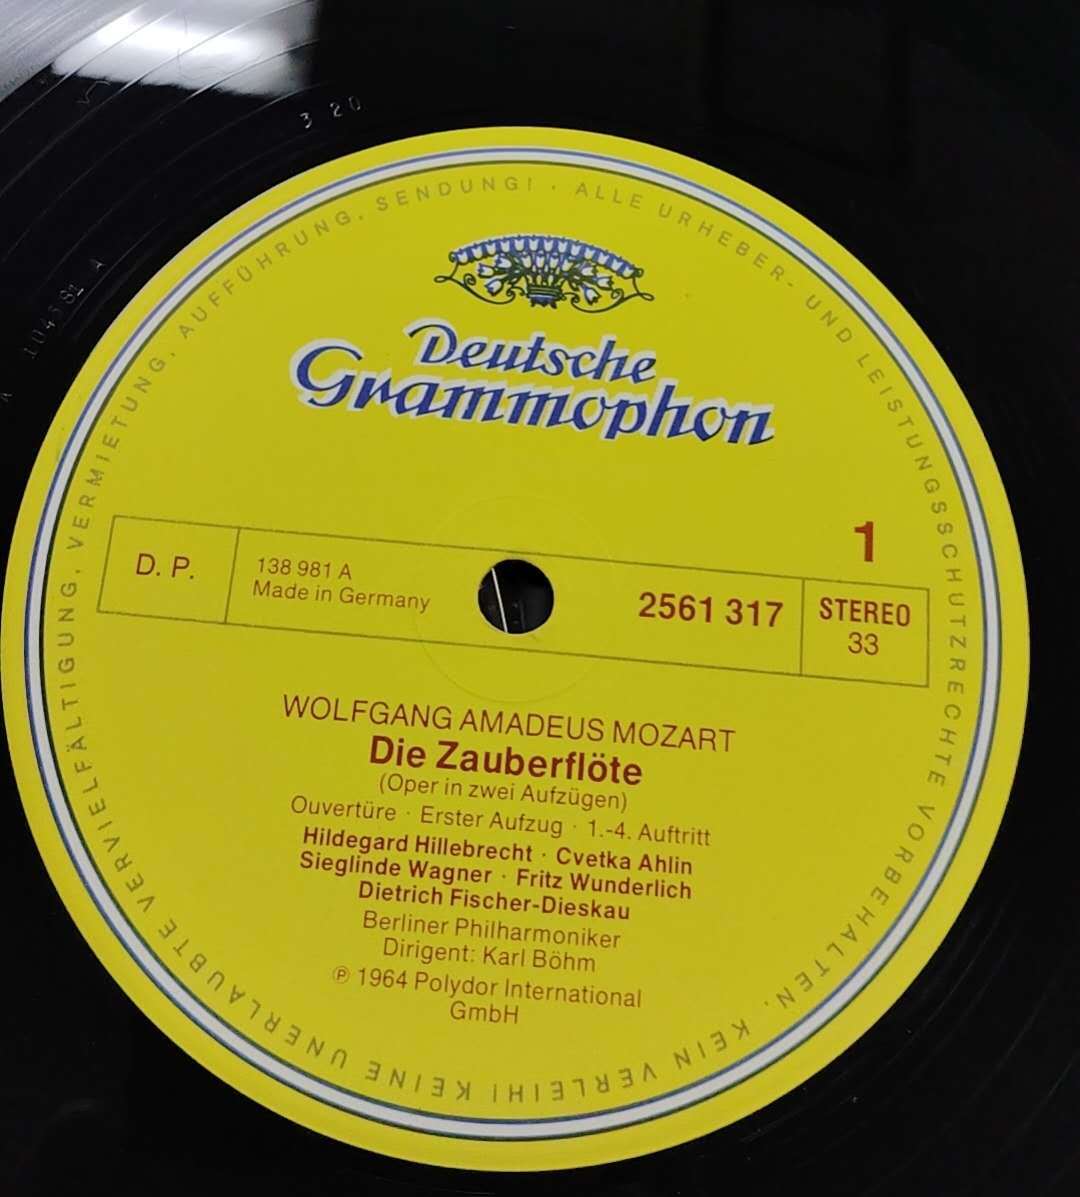 3 20
ALLE URHEBER- UND LEISTUNGSSCHUTZRECHTE VORBEHALTEN. KEIN VERLEIH! KEINE UNERLAUBTE VERVIELFÄLTIGUNG, VERMIETUNG, AUFFÜHRUNG, SENDUNG! ·
Deutsche
Grammophon
1
D. P.
138 981 A
Made in Germany
2561 317
STEREO
33
WOLFGANG AMADEUS MOZART
Die Zauberflöte
(Oper in zwei Aufzügen)
Ouvertüre · Erster Aufzug · 1.-4. Auftritt
Hildegard Hillebrecht · Cvetka Ahlin
Sieglinde Wagner · Fritz Wunderlich
Dietrich Fischer-Dieskau
Berliner Philharmoniker
Dirigent: Karl Böhm
℗ 1964 Polydor International
GmbH